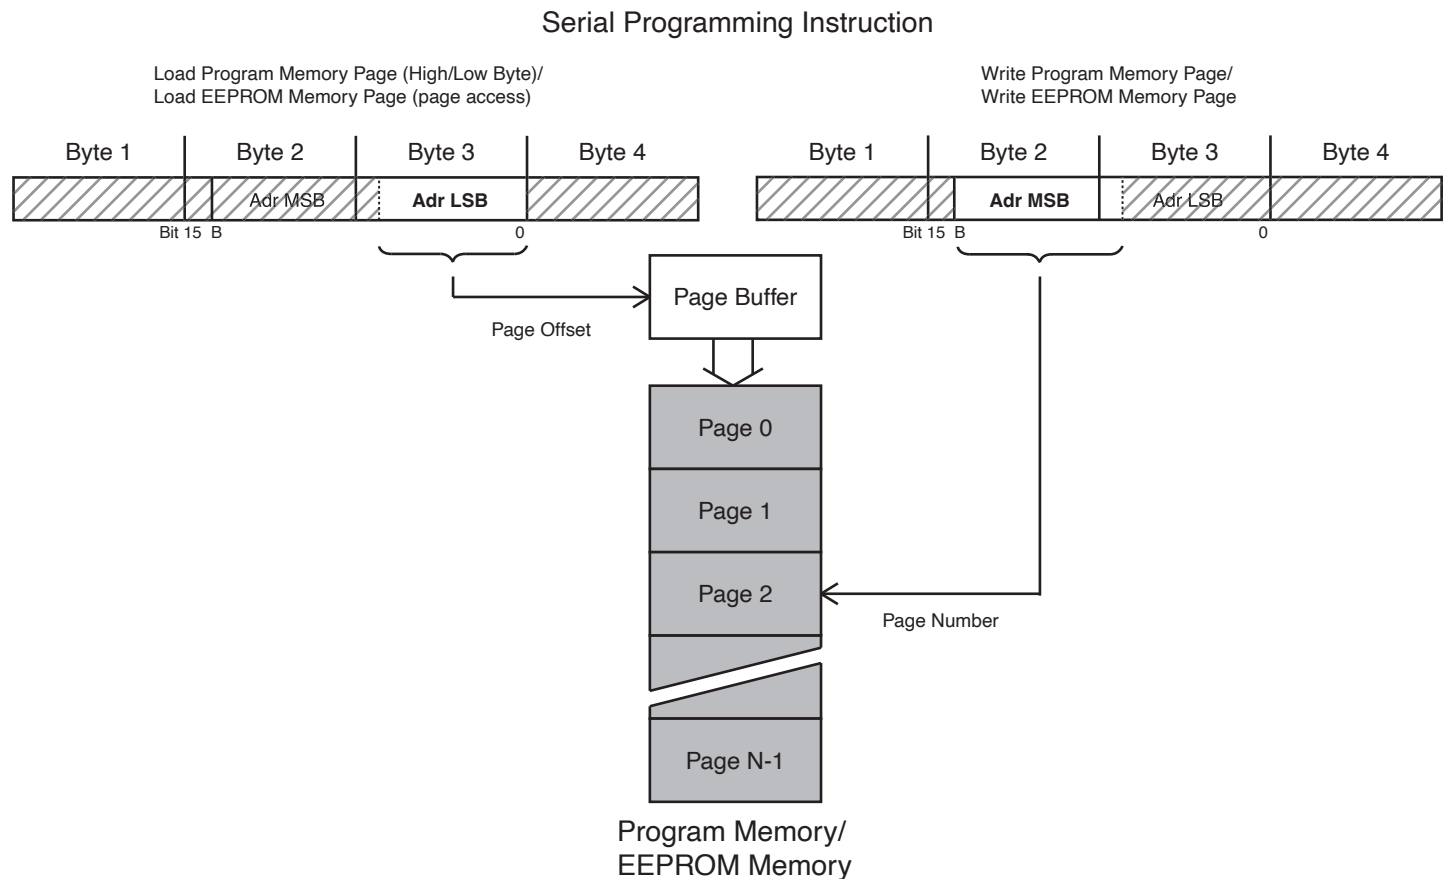 Serial Programming Instruction
Load Program Memory Page (High/Low Byte)/
Load EEPROM Memory Page (page access)
Write Program Memory Page/
Write EEPROM Memory Page
Byte 1 Byte 2 Byte 3 Byte 4
Adr MSB Adr LSB
Bit 15 B 0
Byte 1 Byte 2 Byte 3 Byte 4
Adr MSB Adr LSB
Bit 15 B 0
Page Buffer
Page Offset
Page 0
Page 1
Page 2
Page Number
Page N-1
Program Memory/
EEPROM Memory